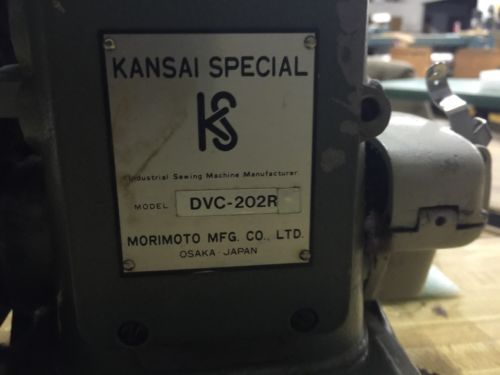 KANSAI SPECIAL
KS
Industrial Sewing Machine Manufacturer
MODEL DVC-202R
MORIMOTO MFG. CO., LTD.
OSAKA-JAPAN